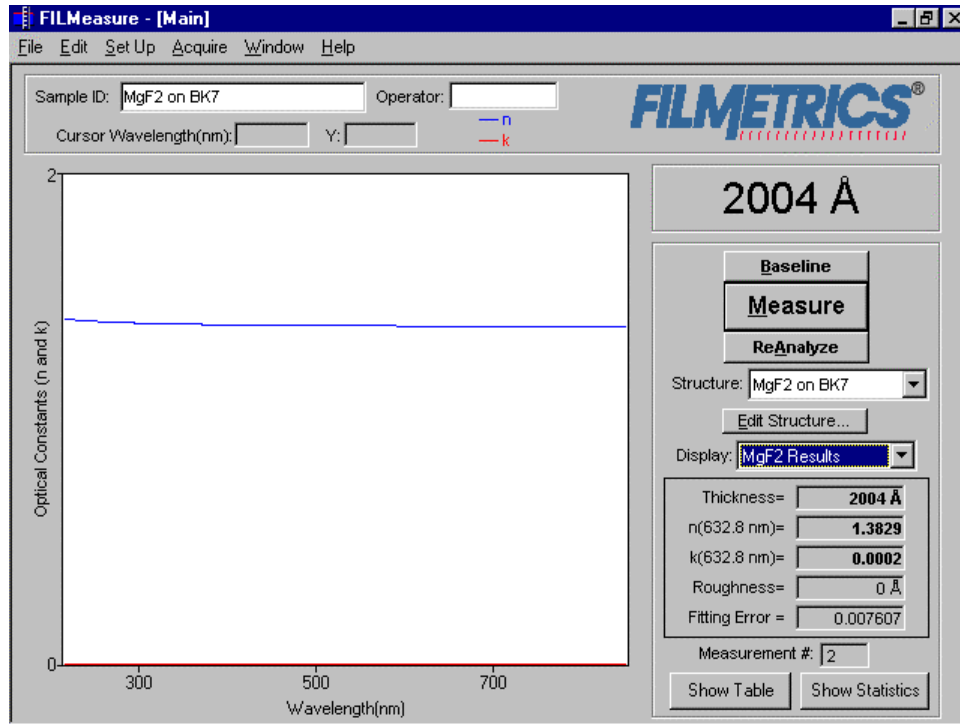 FILMeasure - [Main]
File Edit Set Up Acquire Window Help
Sample ID: MgF2 on BK7 Operator:
Cursor Wavelength(nm): Y:
n
k
FILMETRICS®
2004 Å
Baseline
Measure
ReAnalyze
Structure: MgF2 on BK7
Edit Structure...
Display: MgF2 Results
Thickness= 2004 Å
n(632.8 nm)= 1.3829
k(632.8 nm)= 0.0002
Roughness= 0 Å
Fitting Error = 0.007607
Measurement #: 2
Show Table Show Statistics
2
Optical Constants (n and k)
0
300 500 700
Wavelength(nm)